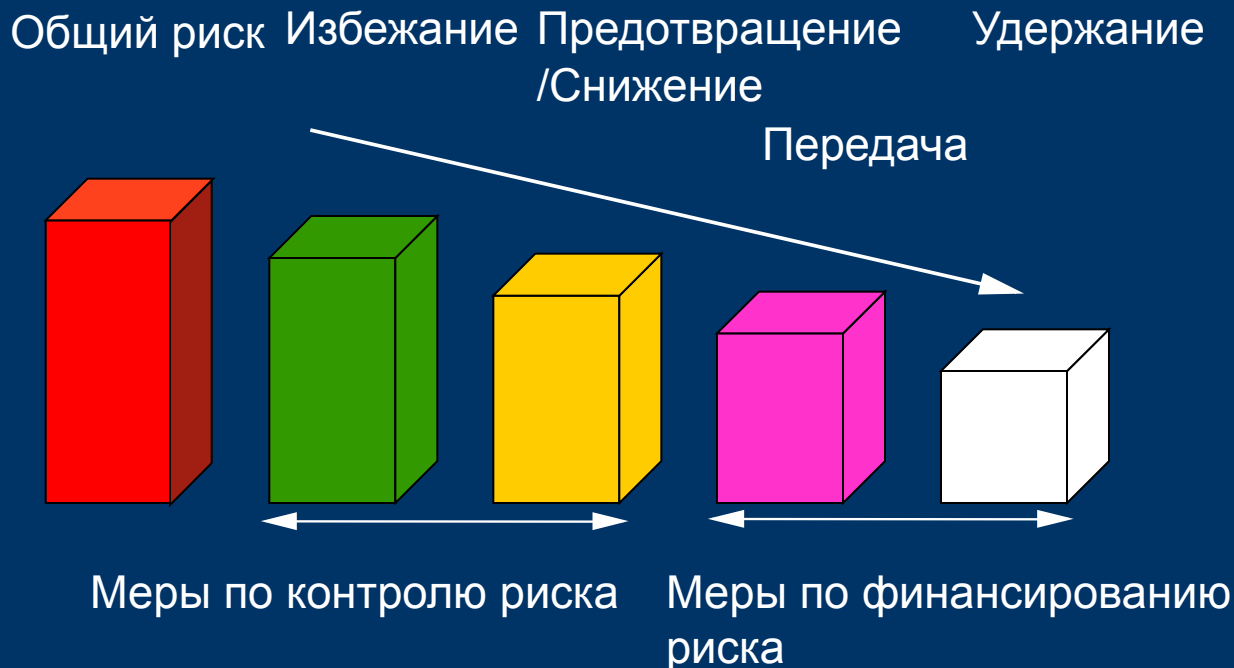 Общий риск
Избежание
Предотвращение
/Снижение
Удержание
Передача
Меры по контролю риска
Меры по финансированию
риска